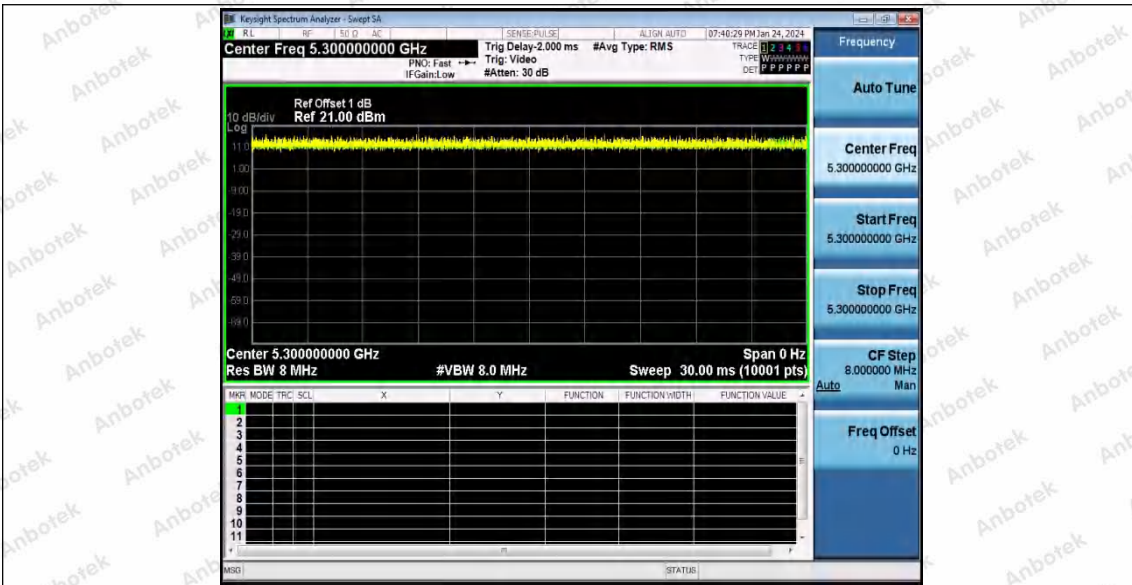 Keysight Spectrum Analyzer - Swept SA
RL RF 50 Ω AC SENSE:PULSE ALIGN AUTO 07:40:29 PM Jan 24, 2024
Center Freq 5.300000000 GHz
PNO: Fast
IFGain:Low
Trig Delay-2.000 ms #Avg Type: RMS
Trig: Video
#Atten: 30 dB
TRACE 1 2 3 4 5 6
TYPE WWWWWW
DET P P P P P P
Ref Offset 1 dB
10 dB/div Ref 21.00 dBm
Log
11.0
1.00
-9.00
-19.0
-29.0
-39.0
-49.0
-59.0
-69.0
Center 5.300000000 GHz Span 0 Hz
Res BW 8 MHz #VBW 8.0 MHz Sweep 30.00 ms (10001 pts)
MKR MODE TRC SCL X Y FUNCTION FUNCTION WIDTH FUNCTION VALUE
1
2
3
4
5
6
7
8
9
10
11
MSG STATUS
Frequency
Auto Tune
Center Freq
5.300000000 GHz
Start Freq
5.300000000 GHz
Stop Freq
5.300000000 GHz
CF Step
8.000000 MHz
Auto Man
Freq Offset
0 Hz
Anbotek